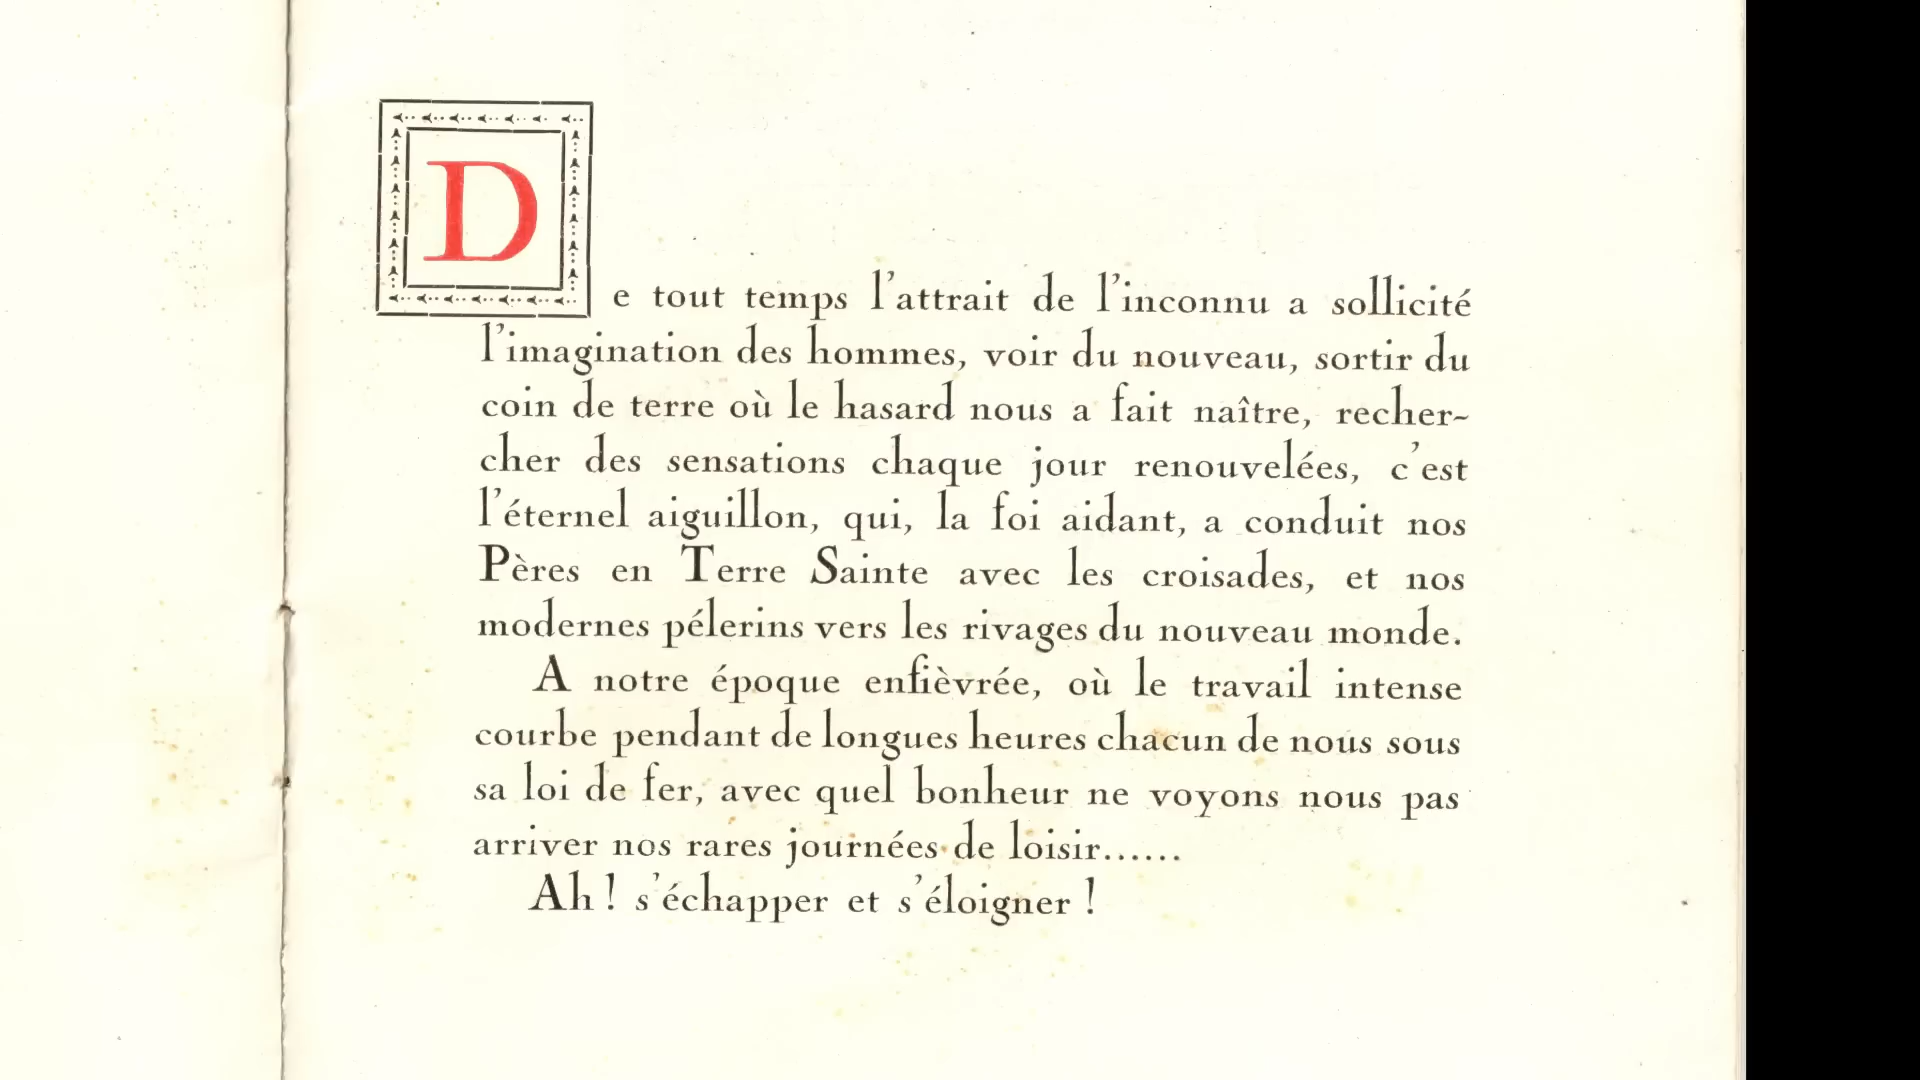 De tout temps l'attrait de l'inconnu a sollicité
l'imagination des hommes, voir du nouveau, sortir du
coin de terre où le hasard nous a fait naître, recher-
cher des sensations chaque jour renouvelées, c'est
l'éternel aiguillon, qui, la foi aidant, a conduit nos
Pères en Terre Sainte avec les croisades, et nos
modernes pélerins vers les rivages du nouveau monde.
A notre époque enfièvrée, où le travail intense
courbe pendant de longues heures chacun de nous sous
sa loi de fer, avec quel bonheur ne voyons nous pas
arriver nos rares journées de loisir......
Ah ! s'échapper et s'éloigner !